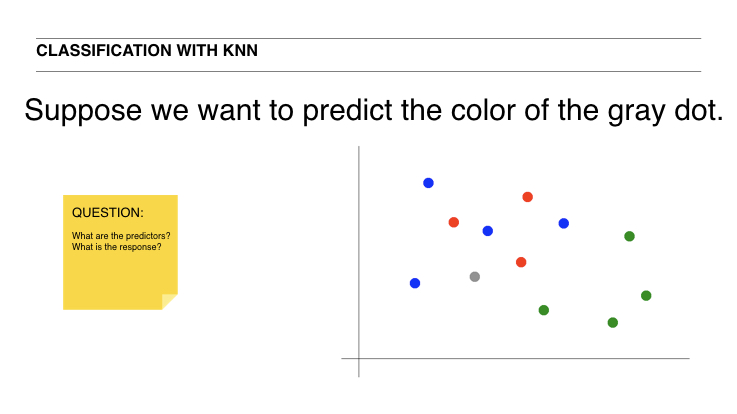 CLASSIFICATION WITH KNN
Suppose we want to predict the color of the gray dot.
QUESTION:
What are the predictors?
What is the response?